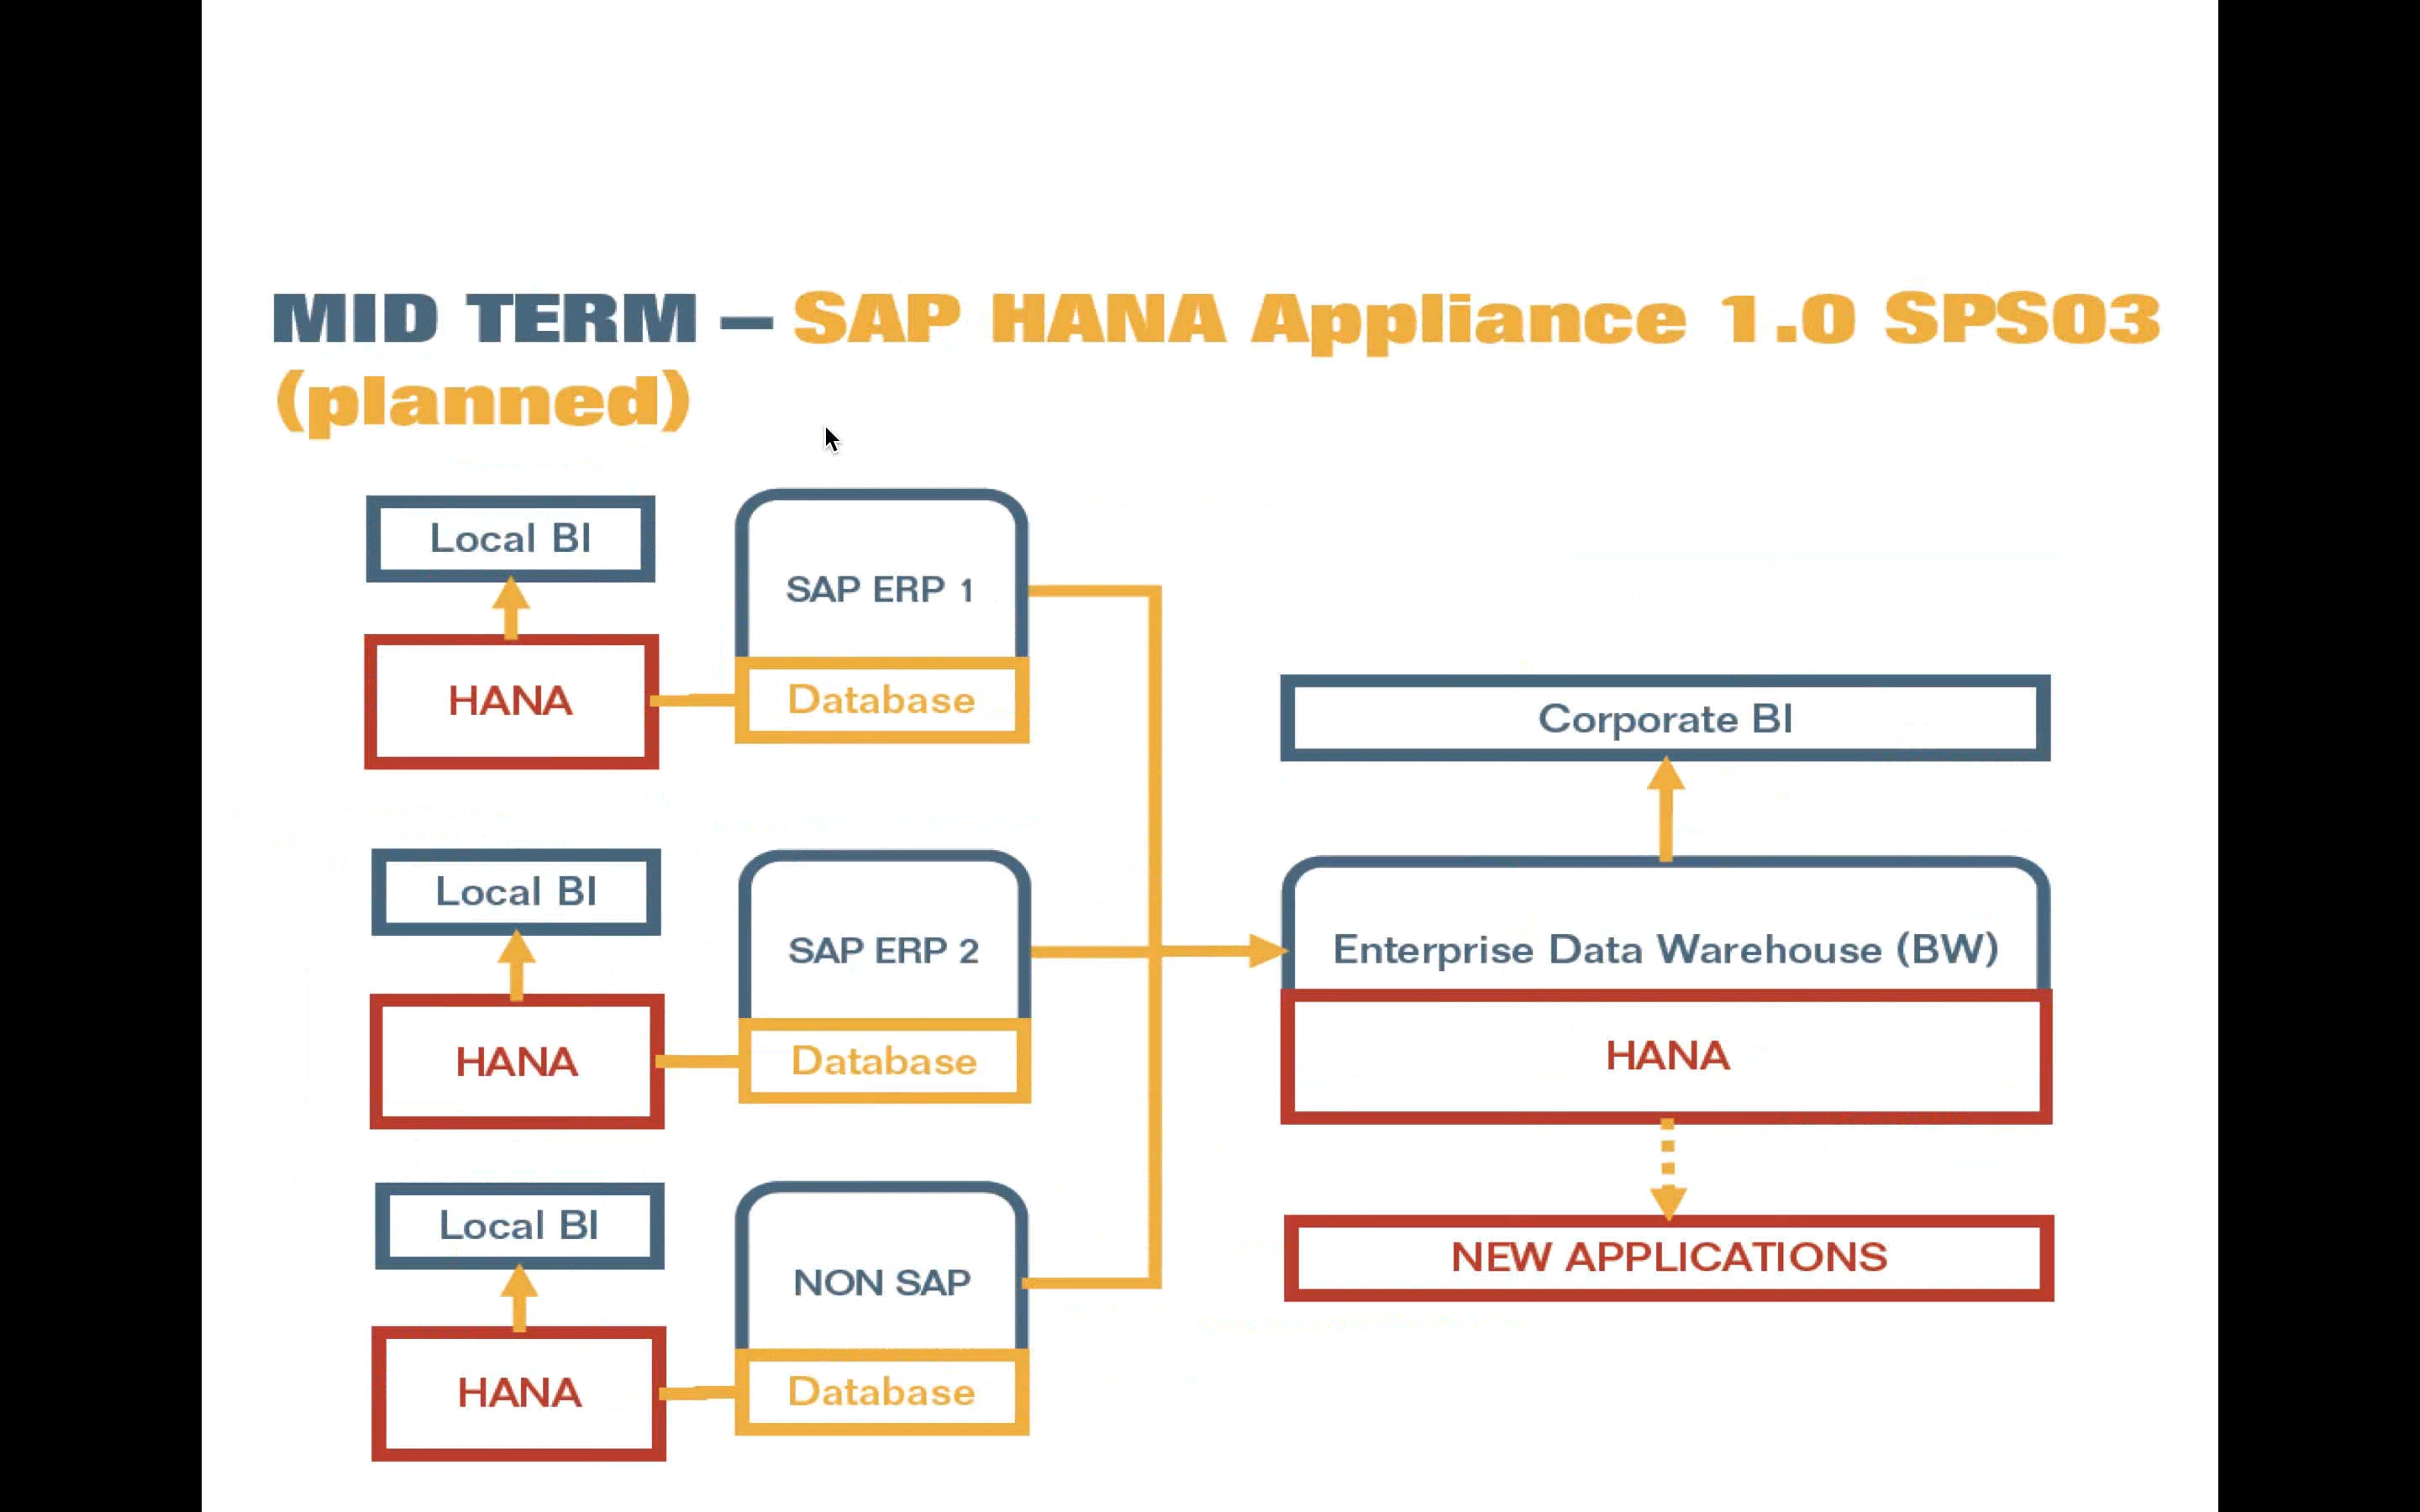 MID TERM – SAP HANA Appliance 1.0 SPS03
(planned)
Local BI
HANA
SAP ERP 1
Database
Local BI
HANA
SAP ERP 2
Database
Local BI
HANA
NON SAP
Database
Corporate BI
Enterprise Data Warehouse (BW)
HANA
NEW APPLICATIONS